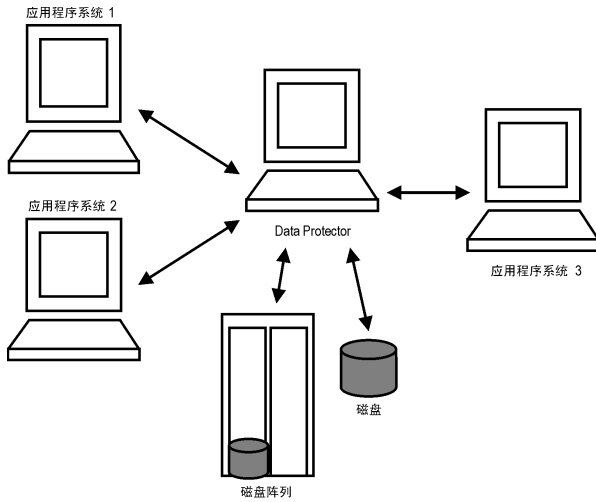 应用程序系统 1
应用程序系统 2
Data Protector
应用程序系统 3
磁盘
磁盘阵列